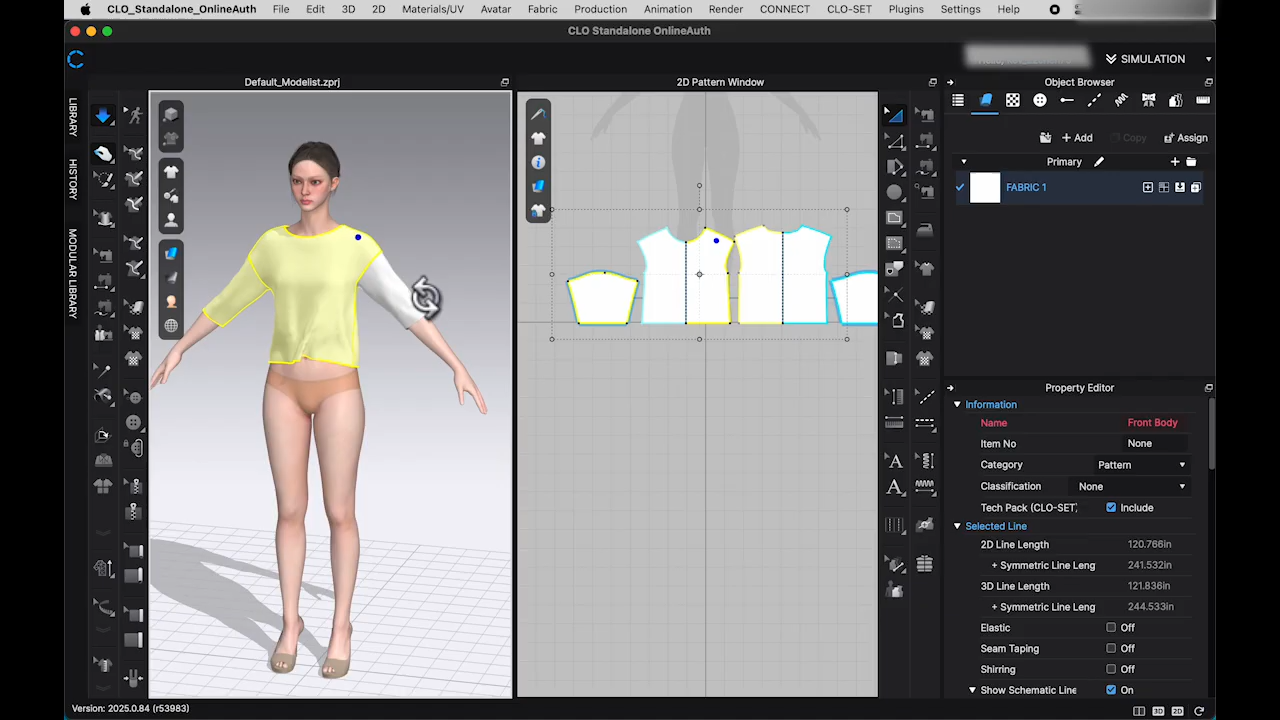 CLO_Standalone_OnlineAuth File Edit 3D 2D Materials/UV Avatar Fabric Production Animation Render CONNECT CLO-SET Plugins Settings Help
CLO Standalone OnlineAuth
SIMULATION
Default_Modelist.zprj
2D Pattern Window
Object Browser
LIBRARY
HISTORY
MODULAR LIBRARY
+ Add
Copy
Assign
Primary
FABRIC 1
Property Editor
Information
Name Front Body
Item No None
Category Pattern
Classification None
Tech Pack (CLO-SET) Include
Selected Line
2D Line Length 120.766in
+ Symmetric Line Leng 241.532in
3D Line Length 121.836in
+ Symmetric Line Leng 244.533in
Elastic Off
Seam Taping Off
Shirring Off
Show Schematic Line On
Version: 2025.0.84 (r53983)
3D 2D